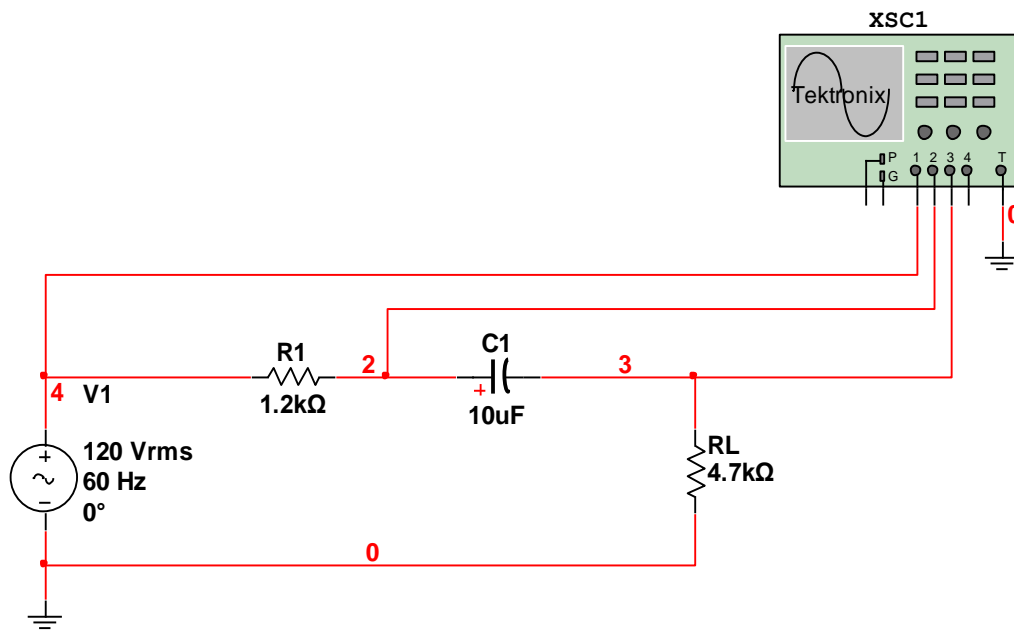 XSC1
Tektronix
P
G
1 2 3 4 T
0
R1
1.2kΩ
2
C1
+
10uF
3
4
V1
120 Vrms
60 Hz
0°
+
RL
4.7kΩ
0